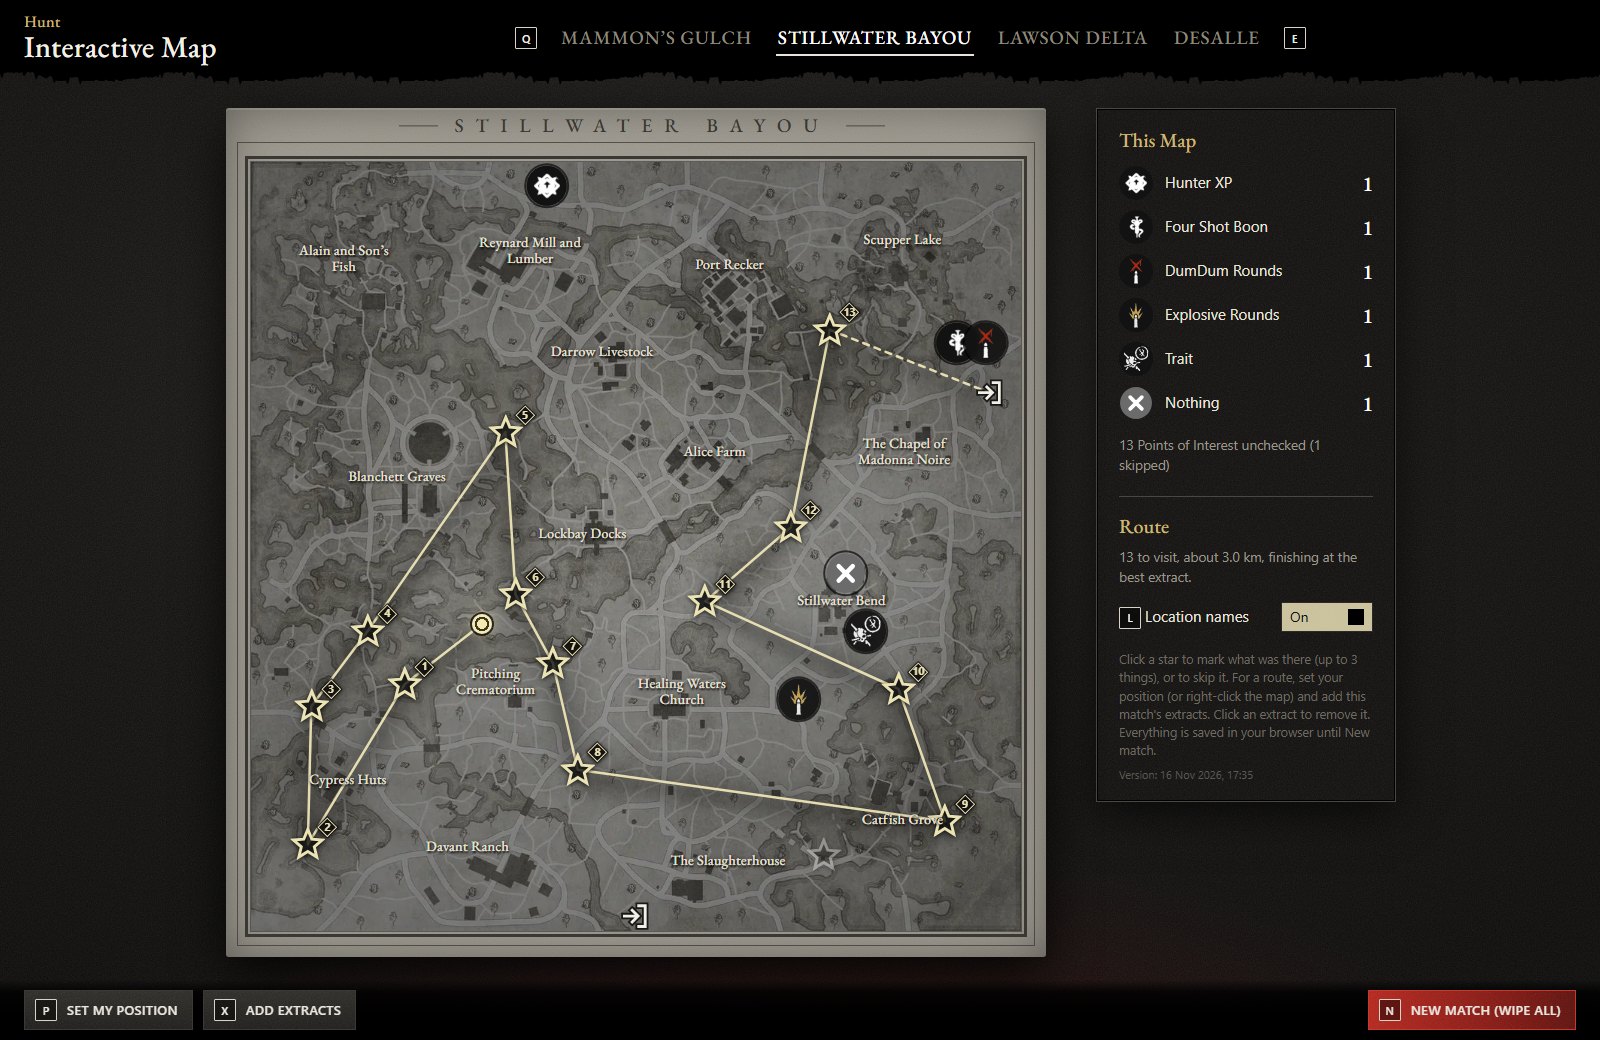 Hunt
Interactive Map
Q
MAMMON'S GULCH
STILLWATER BAYOU
LAWSON DELTA
DESALLE
E
STILLWATER BAYOU
Alain and Son's
Fish
Reynard Mill and
Lumber
Port Recker
Scupper Lake
13
Darrow Livestock
5
Alice Farm
The Chapel of
Madonna Noire
Blanchett Graves
12
Lockbay Docks
6
11
Stillwater Bend
4
7
1
3
Pitching
Crematorium
Healing Waters
Church
10
8
Cypress Huts
9
Catfish Grove
2
Davant Ranch
The Slaughterhouse
This Map
Hunter XP 1
Four Shot Boon 1
DumDum Rounds 1
Explosive Rounds 1
Trait 1
Nothing 1
13 Points of Interest unchecked (1
skipped)
Route
13 to visit, about 3.0 km, finishing at the
best extract.
L Location names On
Click a star to mark what was there (up to 3
things), or to skip it. For a route, set your
position (or right-click the map) and add this
match's extracts. Click an extract to remove it.
Everything is saved in your browser until New
match.
Version: 16 Nov 2026, 17:35
P SET MY POSITION
X ADD EXTRACTS
N NEW MATCH (WIPE ALL)